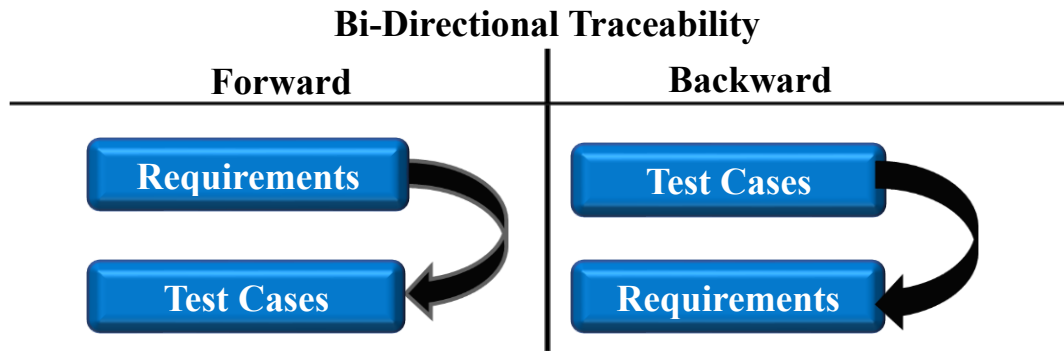 Bi-Directional Traceability
Forward
Backward
Requirements
Test Cases
Test Cases
Requirements